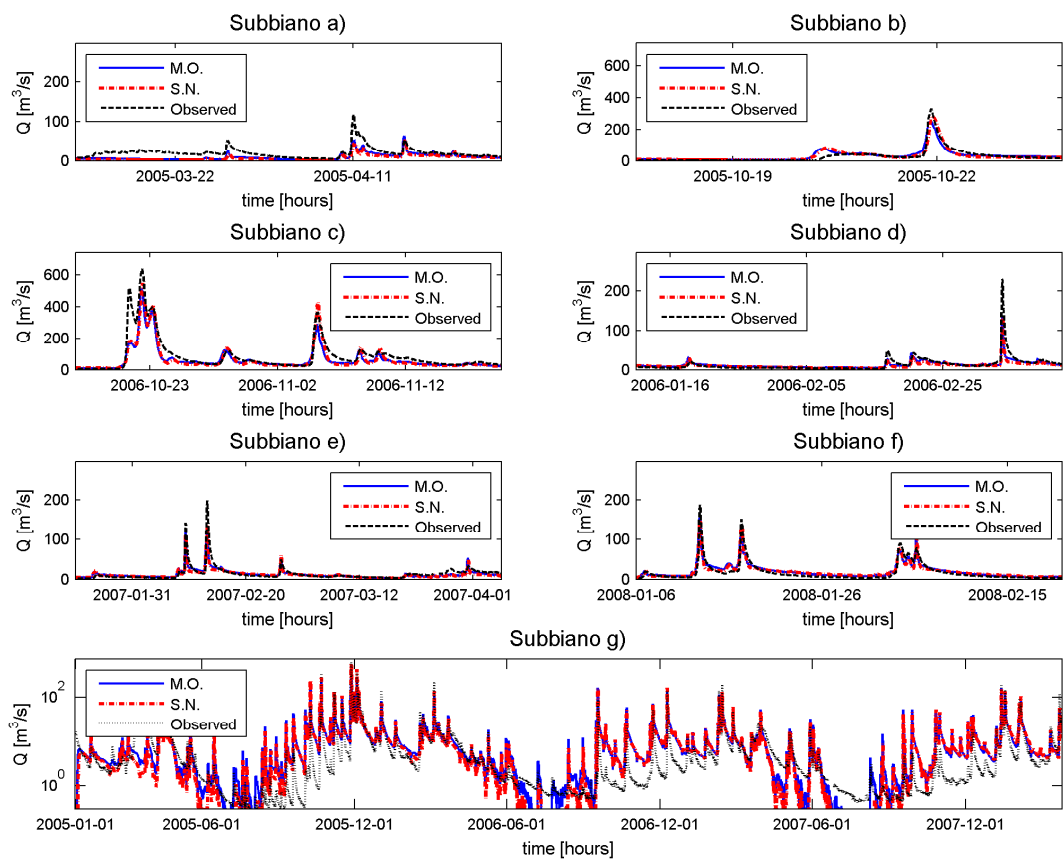 Subbiano a)
Q [m³/s]
200
100
0
M.O.
S.N.
Observed
2005-03-22
2005-04-11
time [hours]
Subbiano b)
Q [m³/s]
600
400
200
0
M.O.
S.N.
Observed
2005-10-19
2005-10-22
time [hours]
Subbiano c)
Q [m³/s]
600
400
200
0
M.O.
S.N.
Observed
2006-10-23
2006-11-02
2006-11-12
time [hours]
Subbiano d)
Q [m³/s]
200
100
0
M.O.
S.N.
Observed
2006-01-16
2006-02-05
2006-02-25
time [hours]
Subbiano e)
Q [m³/s]
200
100
0
M.O.
S.N.
Observed
2007-01-31
2007-02-20
2007-03-12
2007-04-01
time [hours]
Subbiano f)
Q [m³/s]
200
100
0
M.O.
S.N.
Observed
2008-01-06
2008-01-26
2008-02-15
time [hours]
Subbiano g)
Q [m³/s]
10²
10⁰
M.O.
S.N.
Observed
2005-01-01
2005-06-01
2005-12-01
2006-06-01
2006-12-01
2007-06-01
2007-12-01
time [hours]